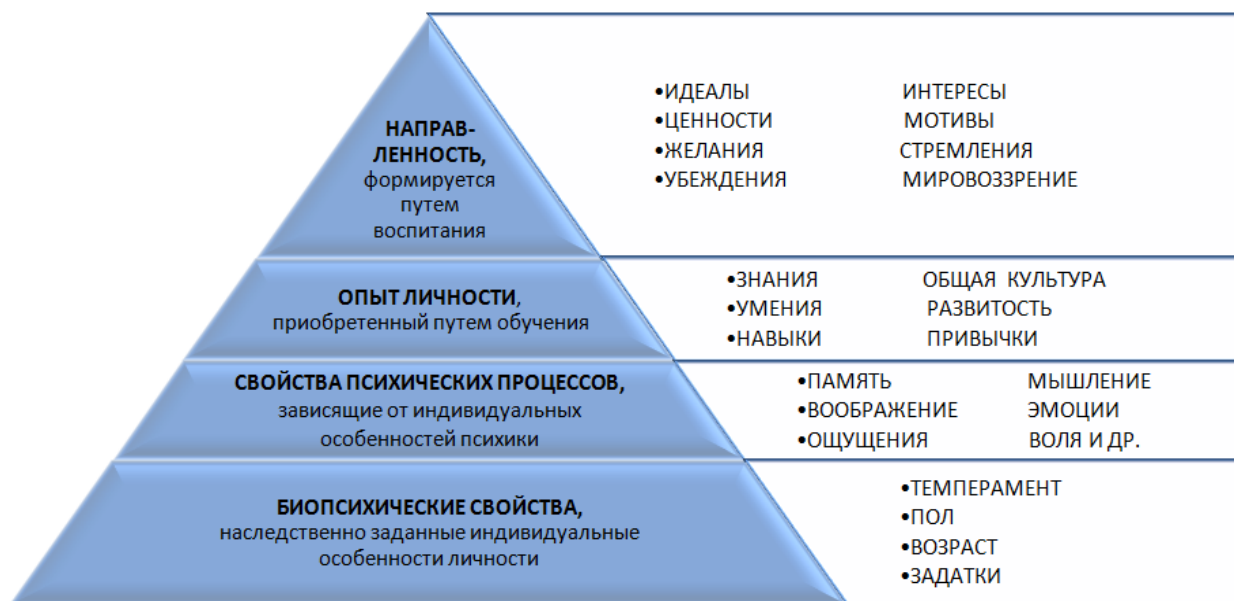 НАПРАВ-
ЛЕННОСТЬ,
формируется
путем
воспитания
•ИДЕАЛЫ ИНТЕРЕСЫ
•ЦЕННОСТИ МОТИВЫ
•ЖЕЛАНИЯ СТРЕМЛЕНИЯ
•УБЕЖДЕНИЯ МИРОВОЗЗРЕНИЕ
ОПЫТ ЛИЧНОСТИ,
приобретенный путем обучения
•ЗНАНИЯ ОБЩАЯ КУЛЬТУРА
•УМЕНИЯ РАЗВИТОСТЬ
•НАВЫКИ ПРИВЫЧКИ
СВОЙСТВА ПСИХИЧЕСКИХ ПРОЦЕССОВ,
зависящие от индивидуальных
особенностей психики
•ПАМЯТЬ МЫШЛЕНИЕ
•ВООБРАЖЕНИЕ ЭМОЦИИ
•ОЩУЩЕНИЯ ВОЛЯ И ДР.
БИОПСИХИЧЕСКИЕ СВОЙСТВА,
наследственно заданные индивидуальные
особенности личности
•ТЕМПЕРАМЕНТ
•ПОЛ
•ВОЗРАСТ
•ЗАДАТКИ